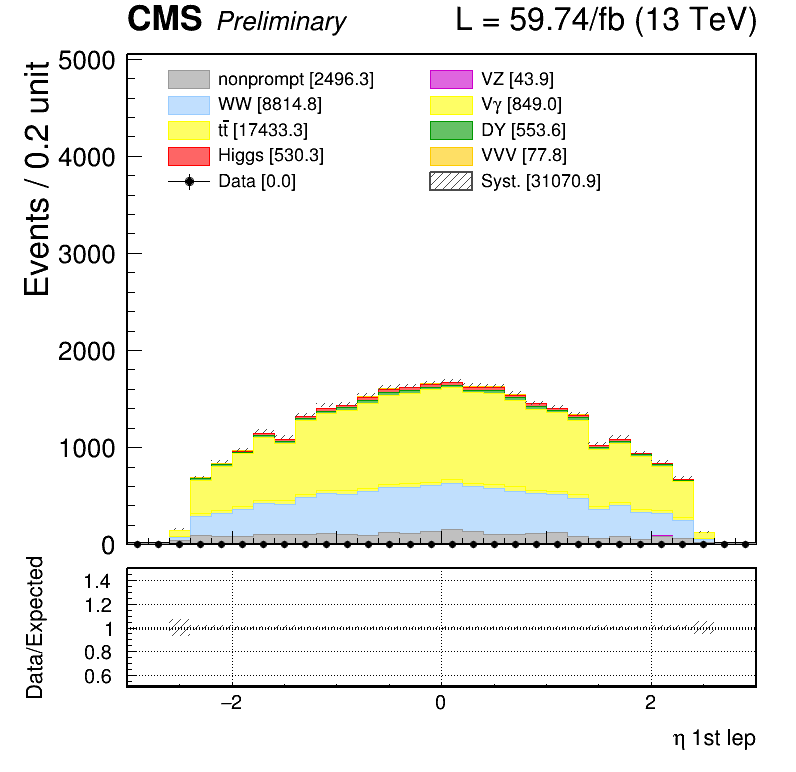 CMS Preliminary L = 59.74/fb (13 TeV)
Events / 0.2 unit
5000
4000
3000
2000
1000
0
nonprompt [2496.3]
WW [8814.8]
tt̄ [17433.3]
Higgs [530.3]
Data [0.0]
VZ [43.9]
Vγ [849.0]
DY [553.6]
VVV [77.8]
Syst. [31070.9]
Data/Expected
1.4
1.2
1
0.8
0.6
−2 0 2
η 1st lep